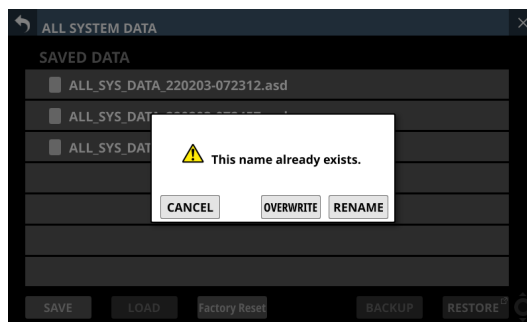 ALL SYSTEM DATA
SAVED DATA
ALL_SYS_DATA_220203-072312.asd
ALL_SYS_DAT
ALL_SYS_DAT
This name already exists.
CANCEL
OVERWRITE
RENAME
SAVE
LOAD
Factory Reset
BACKUP
RESTORE